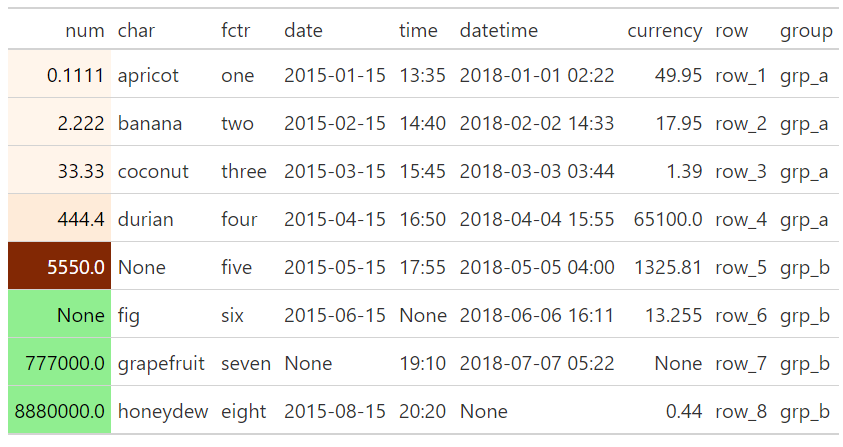 num char fctr date time datetime currency row group
0.1111 apricot one 2015-01-15 13:35 2018-01-01 02:22 49.95 row_1 grp_a
2.222 banana two 2015-02-15 14:40 2018-02-02 14:33 17.95 row_2 grp_a
33.33 coconut three 2015-03-15 15:45 2018-03-03 03:44 1.39 row_3 grp_a
444.4 durian four 2015-04-15 16:50 2018-04-04 15:55 65100.0 row_4 grp_a
5550.0 None five 2015-05-15 17:55 2018-05-05 04:00 1325.81 row_5 grp_b
None fig six 2015-06-15 None 2018-06-06 16:11 13.255 row_6 grp_b
777000.0 grapefruit seven None 19:10 2018-07-07 05:22 None row_7 grp_b
8880000.0 honeydew eight 2015-08-15 20:20 None 0.44 row_8 grp_b